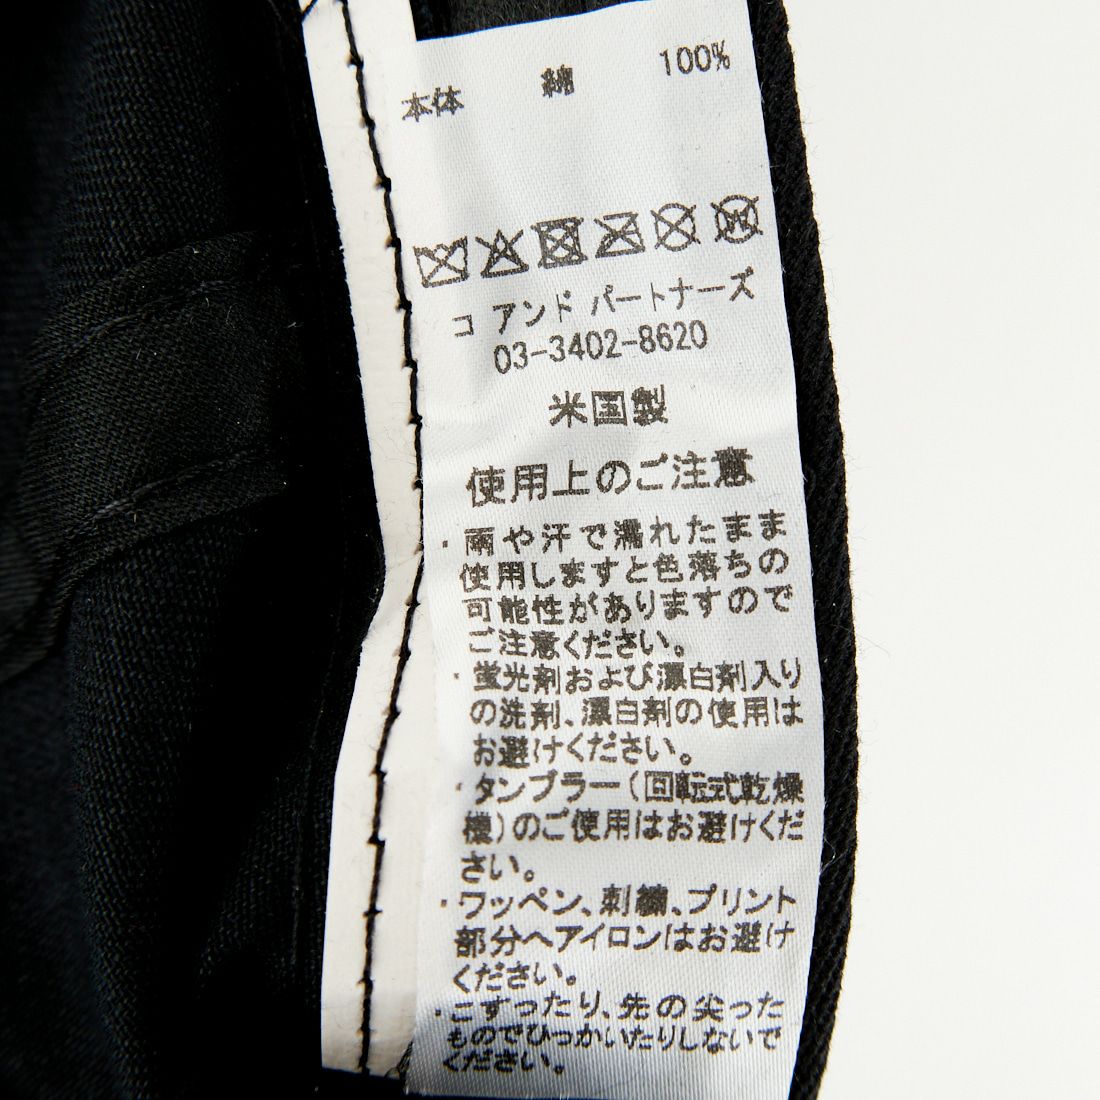 本体 綿 100%
コ アンド パートナーズ
03-3402-8620
米国製
使用上のご注意
・雨や汗で濡れたまま
使用しますと色落ちの
可能性がありますので
ご注意ください。
・蛍光剤および漂白剤入り
の洗剤、漂白剤の使用は
お避けください。
・タンブラー(回転式乾燥
機)のご使用はお避けくだ
さい。
・ワッペン、刺繍、プリント
部分へアイロンはお避け
ください。
・こすったり、先の尖った
ものでひっかいたりしないで
ください。